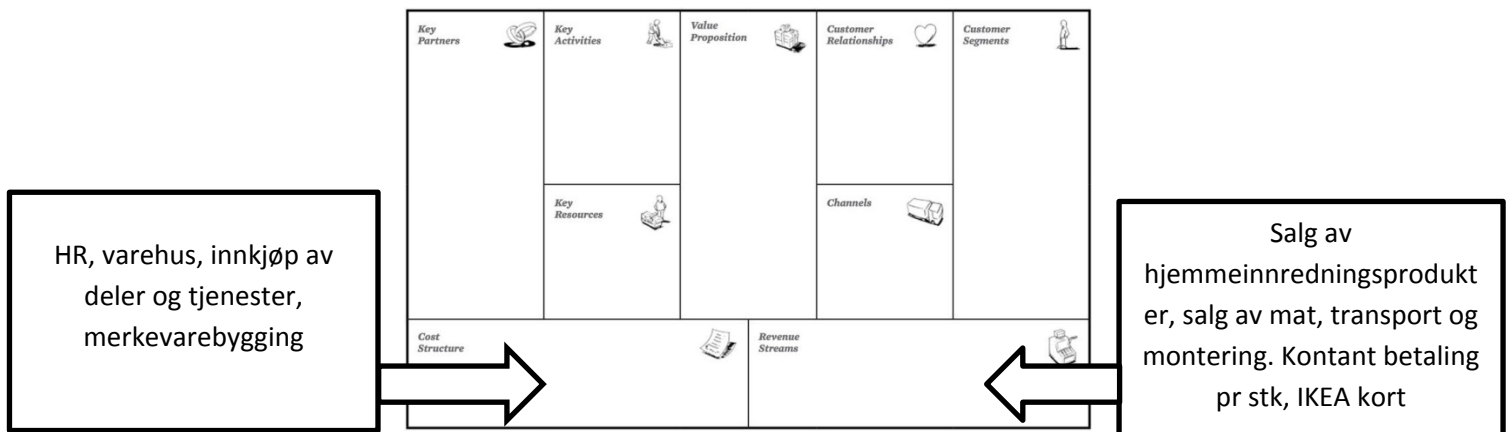 Key
Partners
Key
Activities
Value
Proposition
Customer
Relationships
Customer
Segments
Key
Resources
Channels
Cost
Structure
Revenue
Streams
HR, varehus, innkjøp av
deler og tjenester,
merkevarebygging
Salg av
hjemmeinnredningsprodukt
er, salg av mat, transport og
montering. Kontant betaling
pr stk, IKEA kort